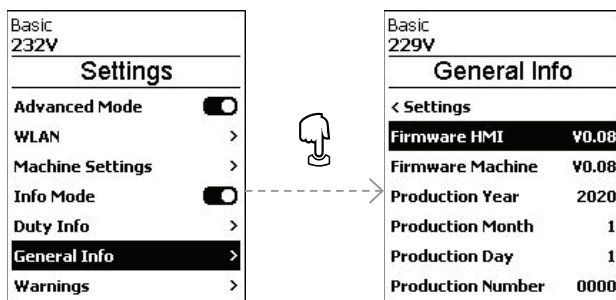 Basic
232V
Settings
Advanced Mode
WLAN >
Machine Settings >
Info Mode
Duty Info >
General Info >
Warnings >
Basic
229V
General Info
< Settings
Firmware HMI V0.08
Firmware Machine V0.08
Production Year 2020
Production Month 1
Production Day 1
Production Number 0000